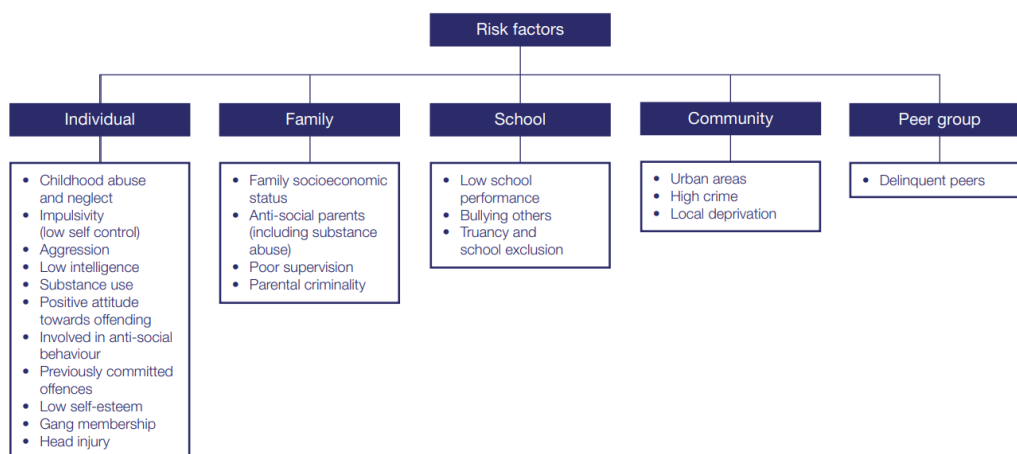 Risk factors
Individual
Family
School
Community
Peer group
• Childhood abuse
and neglect
• Impulsivity
(low self control)
• Aggression
• Low intelligence
• Substance use
• Positive attitude
towards offending
• Involved in anti-social
behaviour
• Previously committed
offences
• Low self-esteem
• Gang membership
• Head injury
• Family socioeconomic
status
• Anti-social parents
(including substance
abuse)
• Poor supervision
• Parental criminality
• Low school
performance
• Bullying others
• Truancy and
school exclusion
• Urban areas
• High crime
• Local deprivation
• Delinquent peers